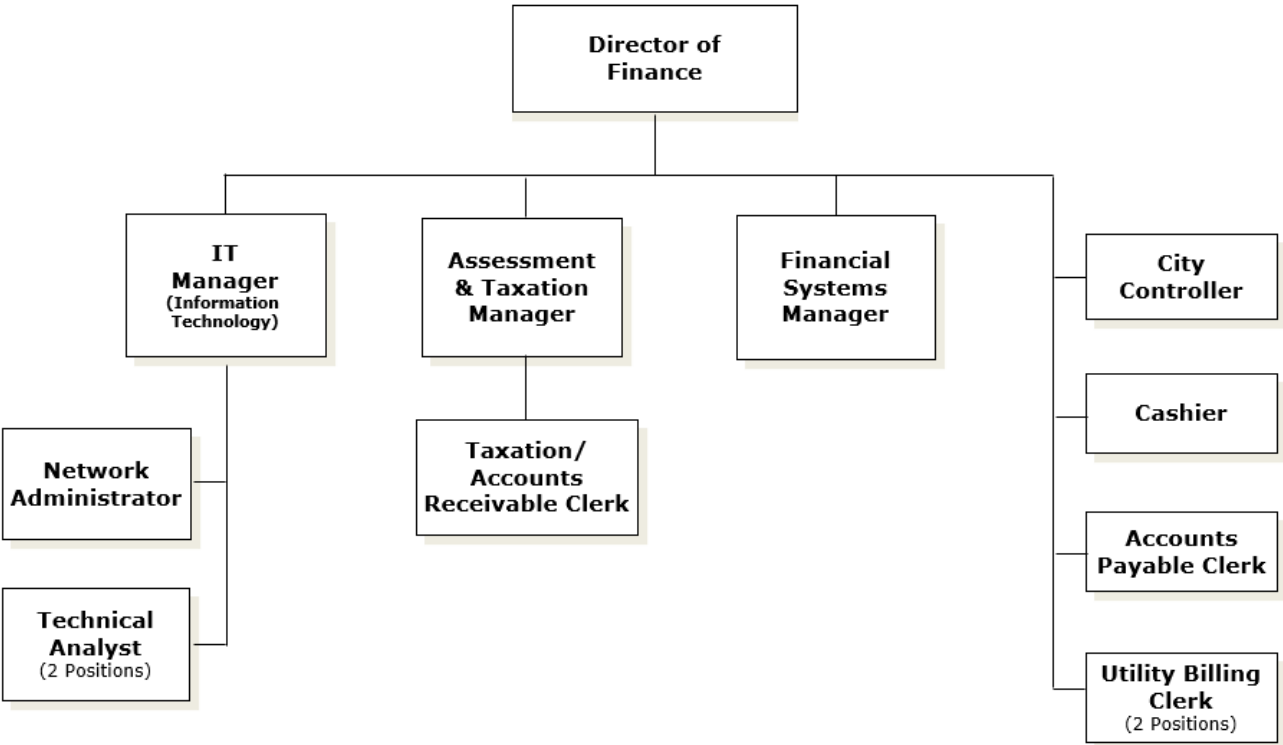 Director of
Finance
IT
Manager
(Information
Technology)
Assessment
& Taxation
Manager
Financial
Systems
Manager
City
Controller
Cashier
Network
Administrator
Taxation/
Accounts
Receivable Clerk
Accounts
Payable Clerk
Technical
Analyst
(2 Positions)
Utility Billing
Clerk
(2 Positions)